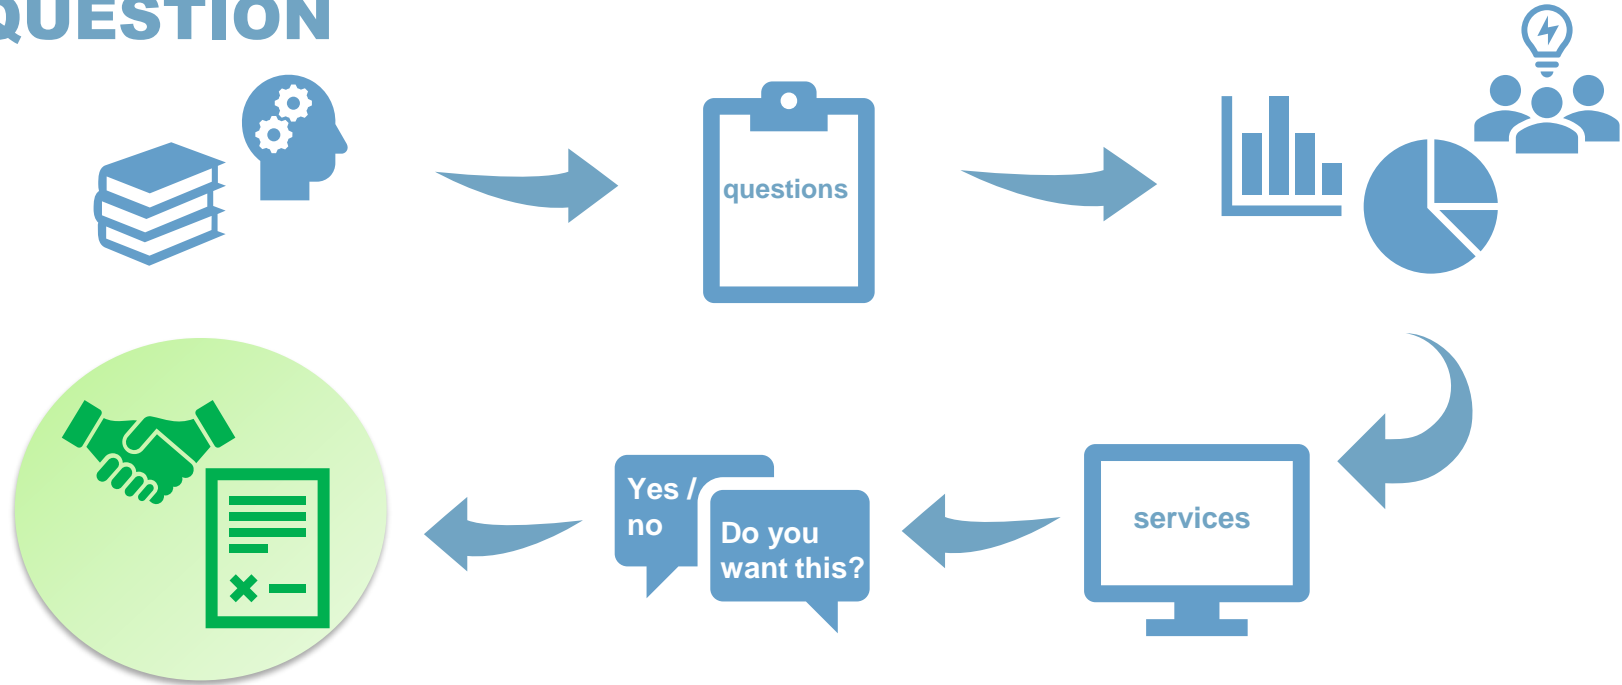 QUESTION
questions
services
Yes /
no
Do you
want this?